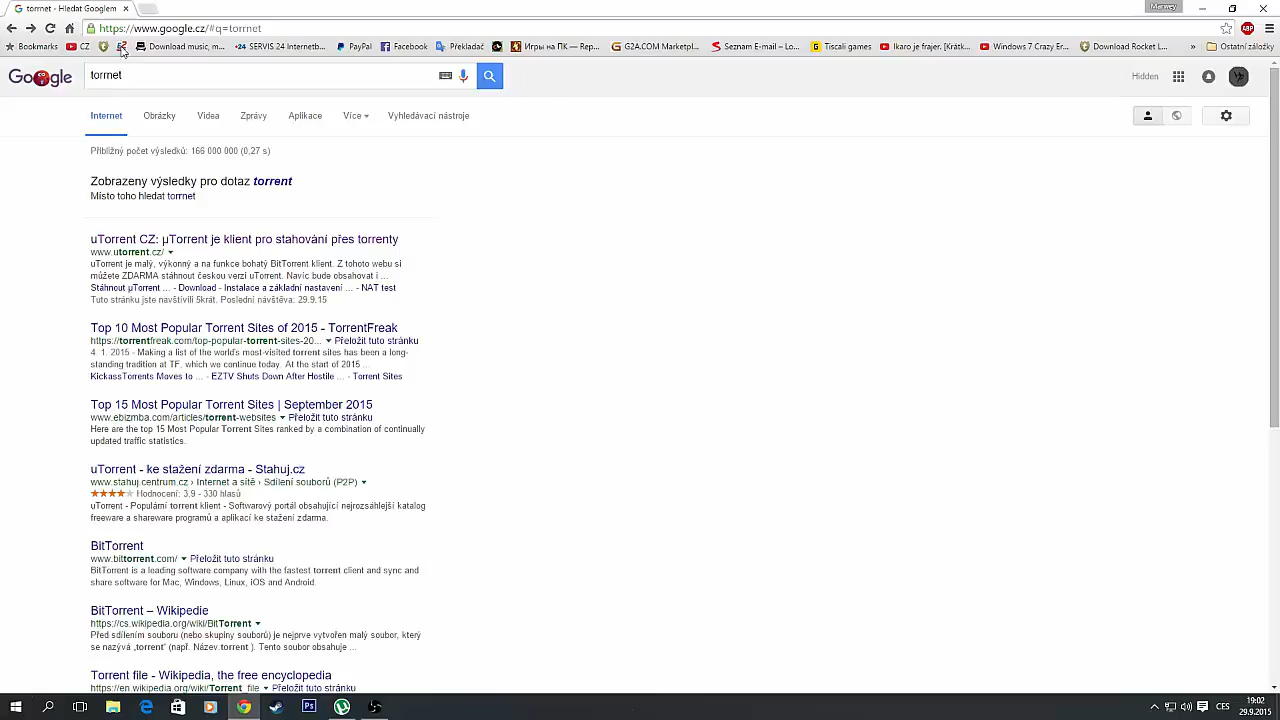 torrnet - Hledat Googlem
Marwey
https://www.google.cz/#q=torrnet
Bookmarks CZ Download music, m... SERVIS 24 Internetb... PayPal Facebook Překladač Игры на ПК — Rep... G2A.COM Marketpl... Seznam E-mail – Lo... Tiscali games Ikaro je frajer. [Krátk... Windows 7 Crazy Er... Download Rocket L... Ostatní záložky
torrnet
Hidden
Internet Obrázky Videa Zprávy Aplikace Více Vyhledávací nástroje
Přibližný počet výsledků: 166 000 000 (0,27 s)
Zobrazeny výsledky pro dotaz torrent
Místo toho hledat torrnet
uTorrent CZ: µTorrent je klient pro stahování přes torrenty
www.utorrent.cz/
uTorrent je malý, výkonný a na funkce bohatý BitTorrent klient. Z tohoto webu si
můžete ZDARMA stáhnout českou verzi uTorrent. Navíc bude obsahovat i ...
Stáhnout µTorrent ... - Download - Instalace a základní nastavení ... - NAT test
Tuto stránku jste navštívili 5krát. Poslední návštěva: 29.9.15
Top 10 Most Popular Torrent Sites of 2015 - TorrentFreak
https://torrentfreak.com/top-popular-torrent-sites-20... Přeložit tuto stránku
4. 1. 2015 - Making a list of the world's most-visited torrent sites has been a long-
standing tradition at TF, which we continue today. At the start of 2015 ...
KickassTorrents Moves to ... - EZTV Shuts Down After Hostile ... - Torrent Sites
Top 15 Most Popular Torrent Sites | September 2015
www.ebizmba.com/articles/torrent-websites Přeložit tuto stránku
Here are the top 15 Most Popular Torrent Sites ranked by a combination of continually
updated traffic statistics.
uTorrent - ke stažení zdarma - Stahuj.cz
www.stahuj.centrum.cz › Internet a sítě › Sdílení souborů (P2P)
Hodnocení: 3,9 - 330 hlasů
uTorrent - Populární torrent klient - Softwarový portál obsahující nejrozsáhlejší katalog
freeware a shareware programů a aplikací ke stažení zdarma.
BitTorrent
www.bittorrent.com/ Přeložit tuto stránku
BitTorrent is a leading software company with the fastest torrent client and sync and
share software for Mac, Windows, Linux, iOS and Android.
BitTorrent – Wikipedie
https://cs.wikipedia.org/wiki/BitTorrent
Před sdílením souboru (nebo skupiny souborů) je nejprve vytvořen malý soubor, který
se nazývá „torrent“ (např. Název.torrent ). Tento soubor obsahuje ...
Torrent file - Wikipedia, the free encyclopedia
https://en.wikipedia.org/wiki/Torrent_file Přeložit tuto stránku
CES
19:02
29.9.2015